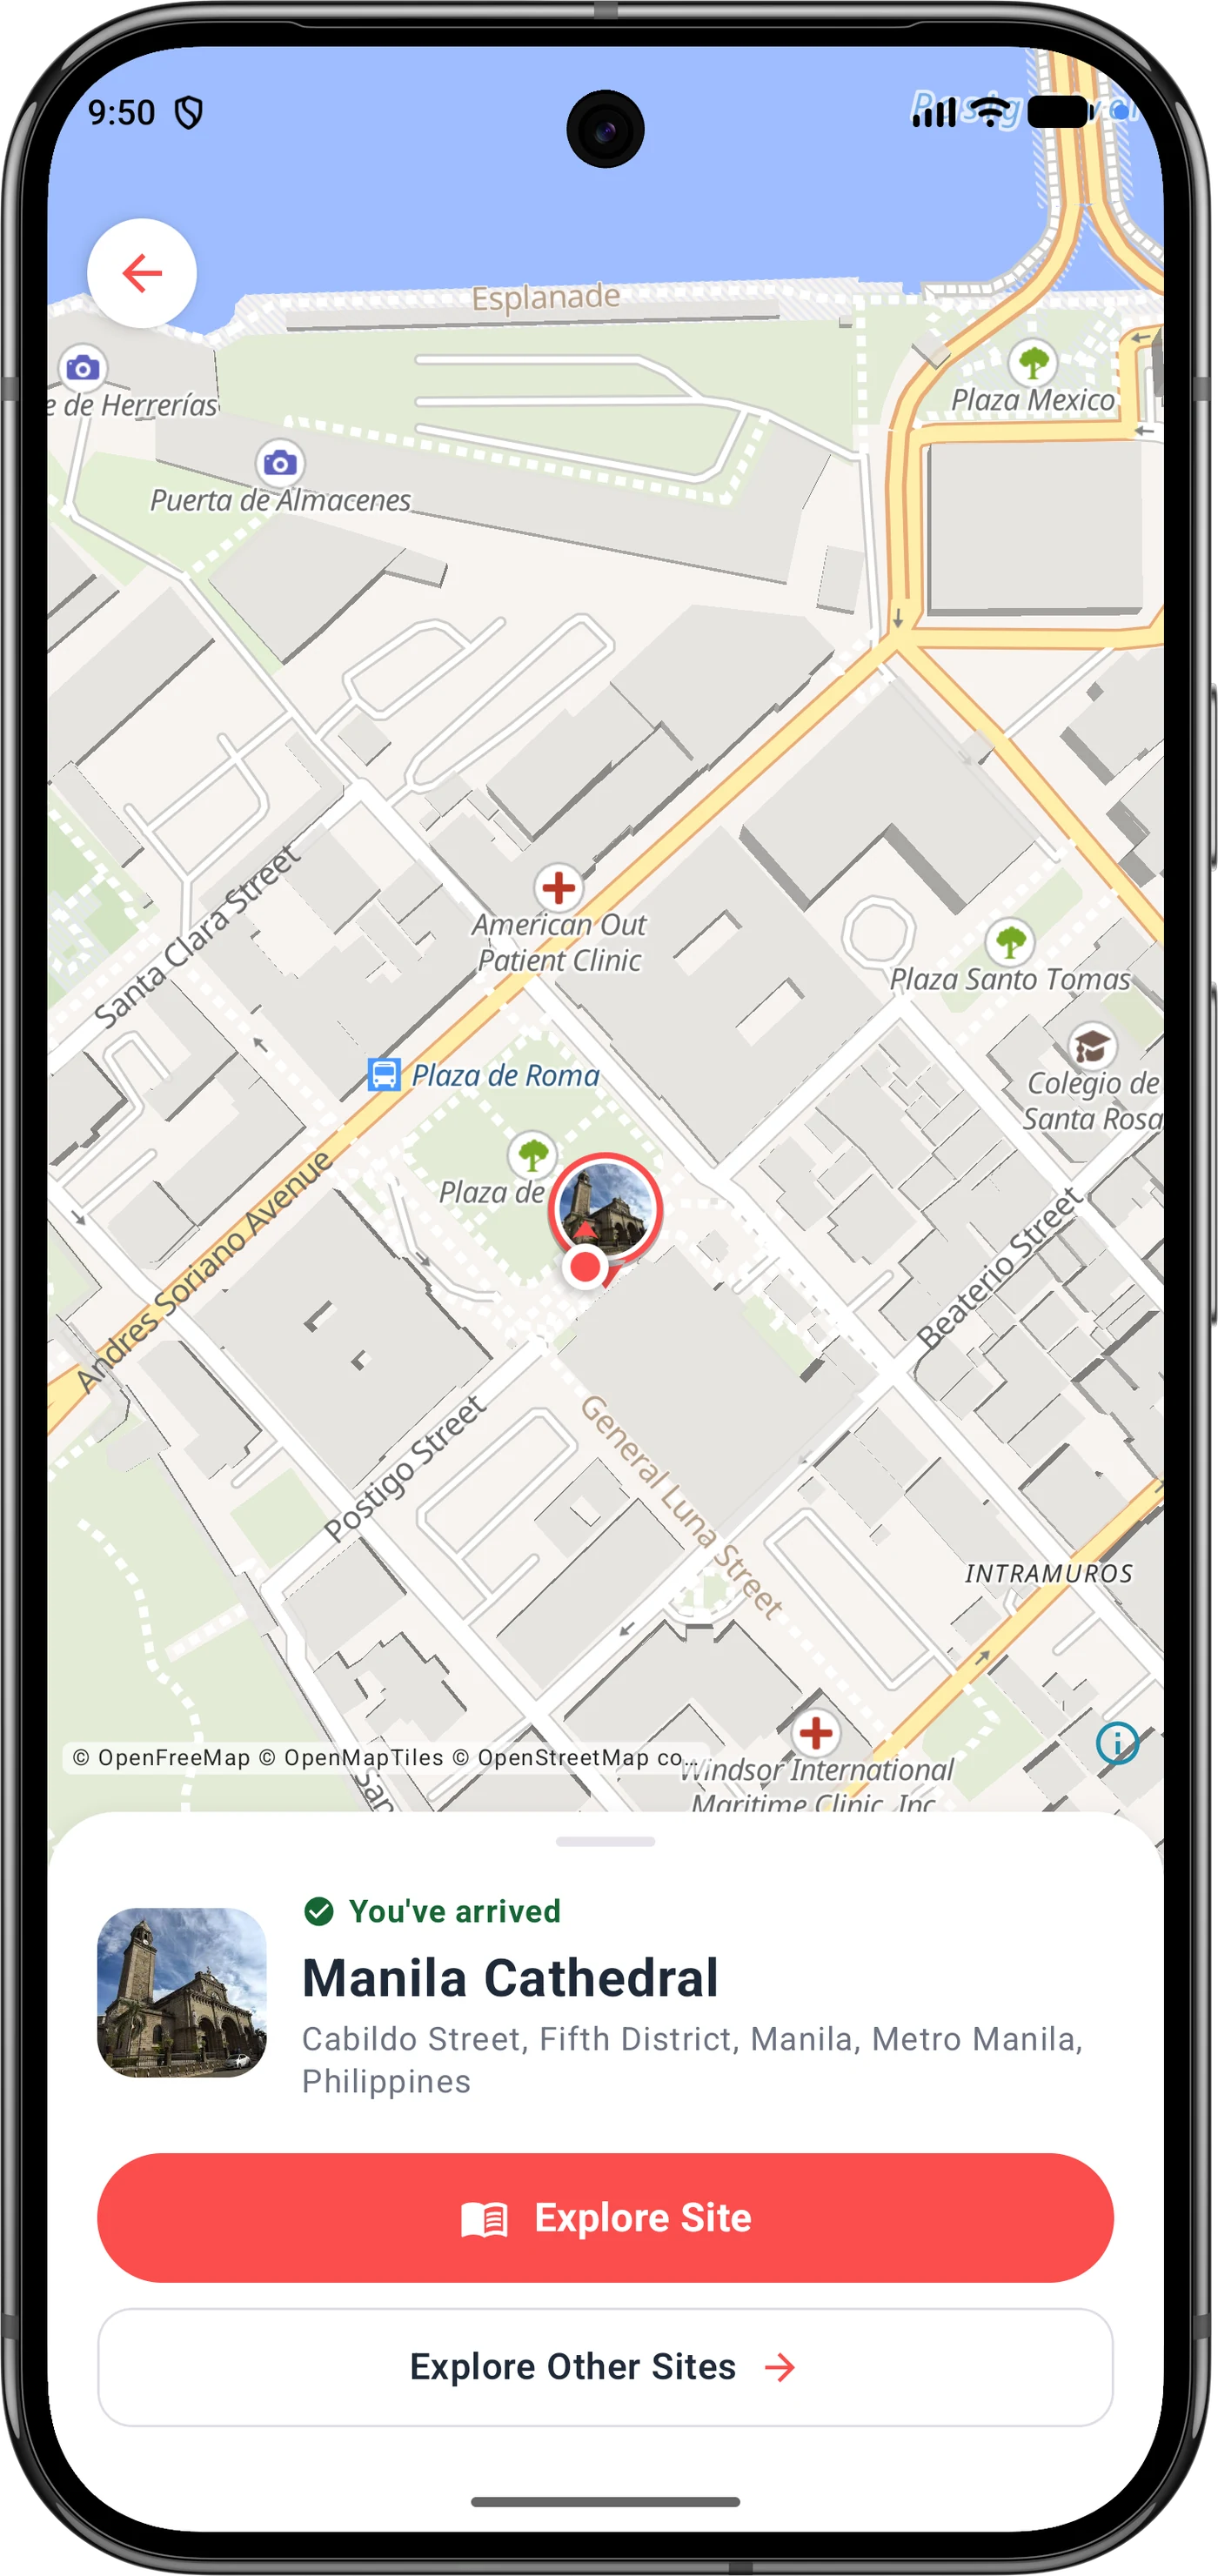 9:50
Esplanade
Plaza Mexico
e de Herrerías
Puerta de Almacenes
Santa Clara Street
American Out
Patient Clinic
Plaza Santo Tomas
Plaza de Roma
Colegio de
Santa Rosa
Plaza de
Andres Soriano Avenue
Beaterio Street
Postigo Street
General Luna Street
INTRAMUROS
© OpenFreeMap © OpenMapTiles © OpenStreetMap co...
Windsor International
Maritime Clinic, Inc
San
You've arrived
Manila Cathedral
Cabildo Street, Fifth District, Manila, Metro Manila,
Philippines
Explore Site
Explore Other Sites